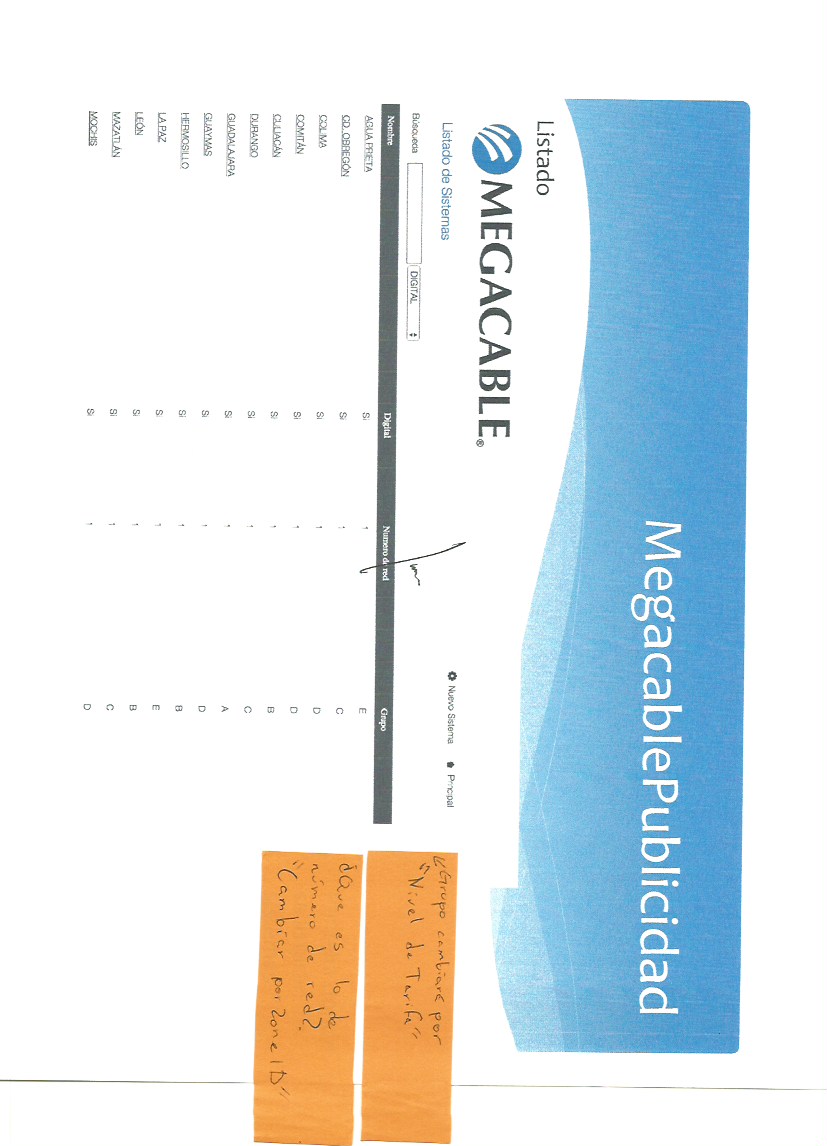 MegacablePublicidad
Listado
MEGACABLE®
Listado de Sistemas
Nuevo Sistema Principal
Búsqueda DIGITAL
Nombre Digital Numero de red Grupo
AGUA PRIETA Si 1 E
CD. OBREGÓN Si 1 C
COLIMA Si 1 D
COMITÁN Si 1 D
CULIACÁN Si 1 B
DURANGO Si 1 C
GUADALAJARA Si 1 A
GUAYMAS Si 1 D
HERMOSILLO Si 1 B
LA PAZ Si 1 E
LEÓN Si 1 B
MAZATLÁN Si 1 C
MOCHIS Si 1 D
"Grupo cambiara por
"Nivel de Tarifa"
¿Que es lo de
número de red?
"Cambiar por Zone ID"